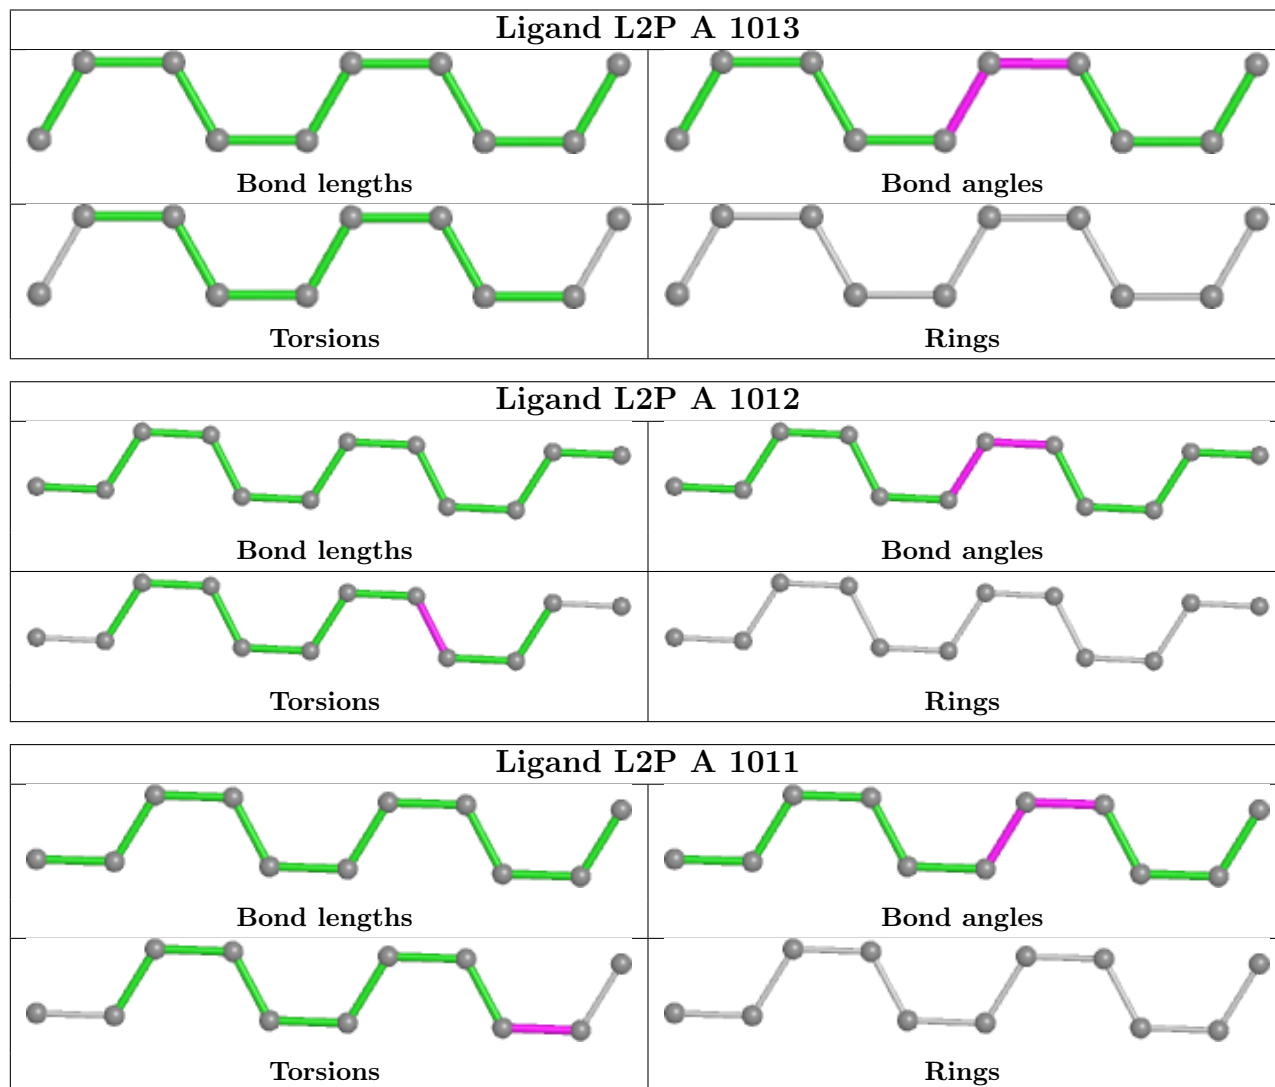 Ligand L2P A 1013
Bond lengths
Bond angles
Torsions
Rings
Ligand L2P A 1012
Bond lengths
Bond angles
Torsions
Rings
Ligand L2P A 1011
Bond lengths
Bond angles
Torsions
Rings